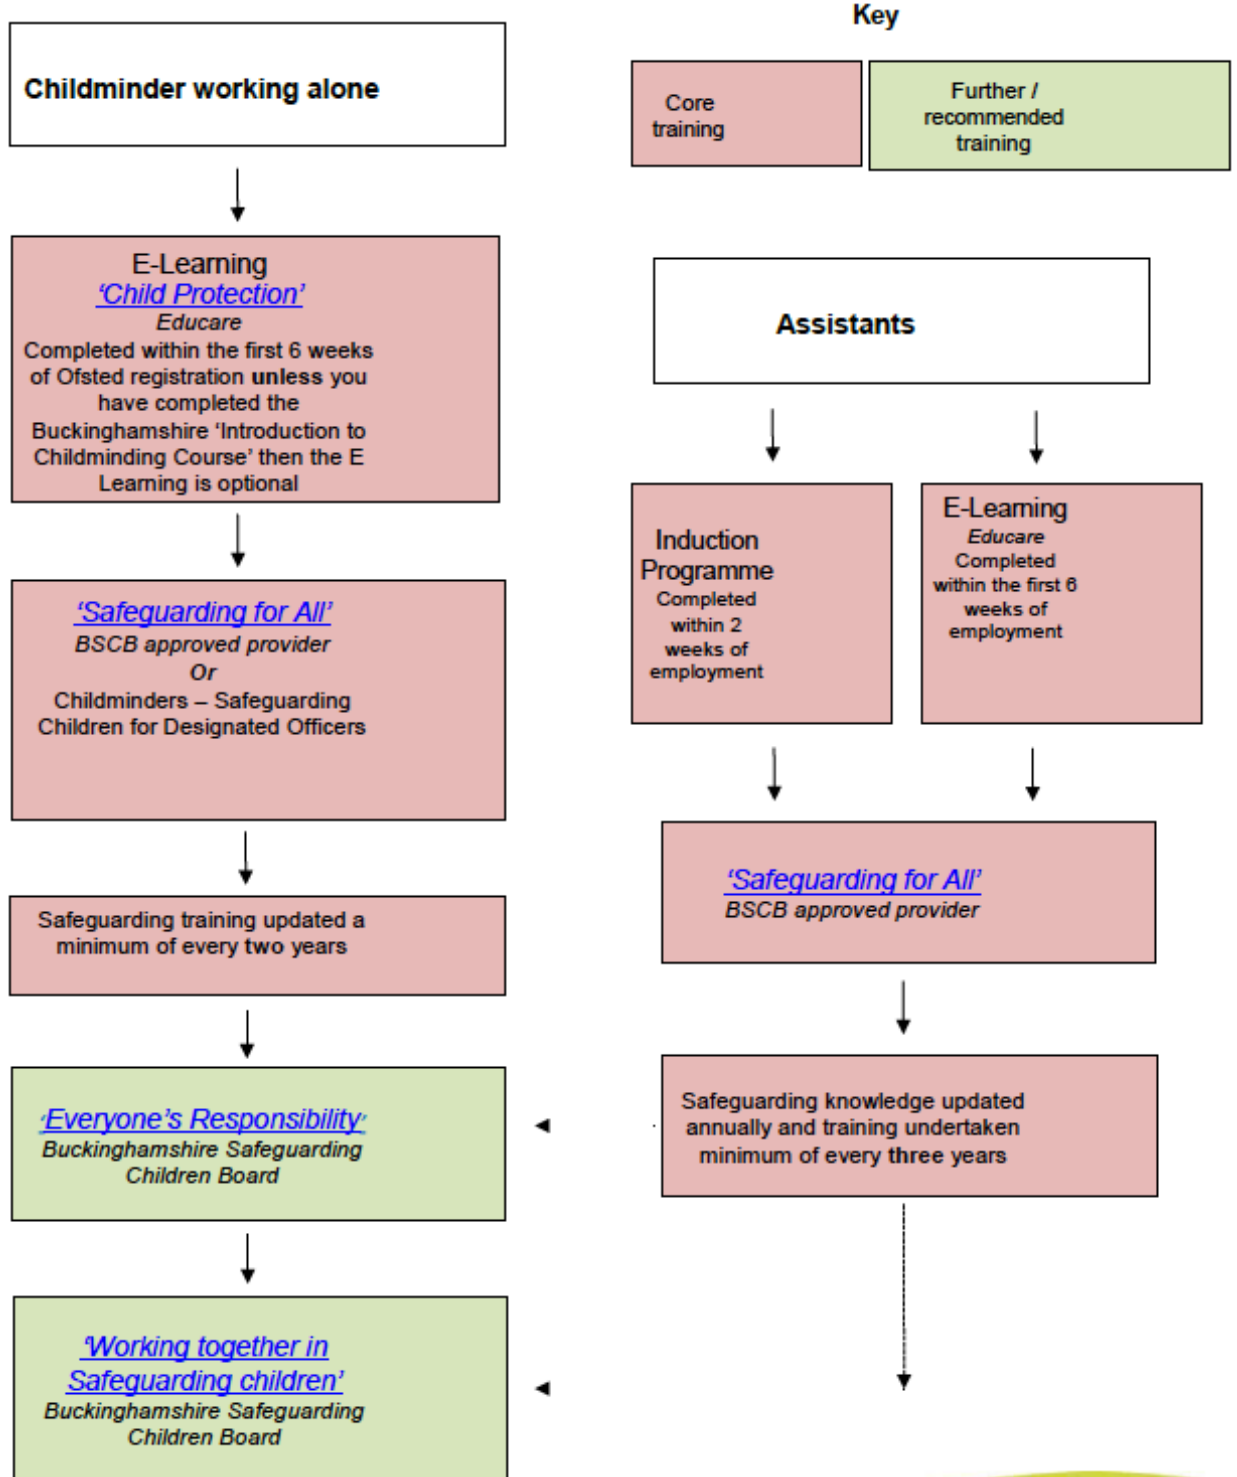 Key
Childminder working alone
Core
training
Further /
recommended
training
E-Learning
‘Child Protection’
Educare
Completed within the first 6 weeks
of Ofsted registration unless you
have completed the
Buckinghamshire ‘Introduction to
Childminding Course’ then the E
Learning is optional
‘Safeguarding for All’
BSCB approved provider
Or
Childminders – Safeguarding
Children for Designated Officers
Safeguarding training updated a
minimum of every two years
‘Everyone’s Responsibility’
Buckinghamshire Safeguarding
Children Board
‘Working together in
Safeguarding children’
Buckinghamshire Safeguarding
Children Board
Assistants
Induction
Programme
Completed
within 2
weeks of
employment
E-Learning
Educare
Completed
within the first 6
weeks of
employment
‘Safeguarding for All’
BSCB approved provider
Safeguarding knowledge updated
annually and training undertaken
minimum of every three years